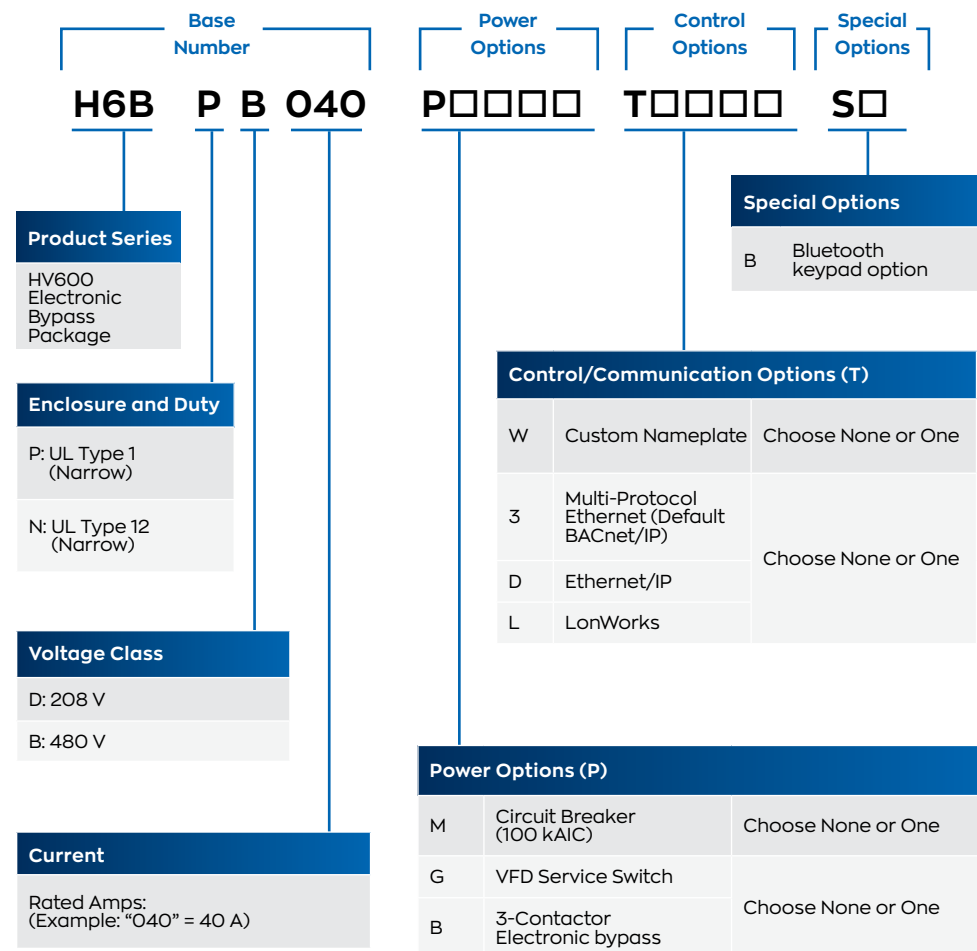 Base
Number
Power
Options
Control
Options
Special
Options
H6B P B 040 P□□□□ T□□□□ S□
Special Options
B Bluetooth
keypad option
Product Series
HV600
Electronic
Bypass
Package
Control/Communication Options (T)
W Custom Nameplate Choose None or One
3 Multi-Protocol
Ethernet (Default
BACnet/IP)
D Ethernet/IP
L LonWorks
Choose None or One
Enclosure and Duty
P: UL Type 1
(Narrow)
N: UL Type 12
(Narrow)
Voltage Class
D: 208 V
B: 480 V
Power Options (P)
M Circuit Breaker
(100 kAIC)
Choose None or One
G VFD Service Switch
B 3-Contactor
Electronic bypass
Choose None or One
Current
Rated Amps:
(Example: “040” = 40 A)